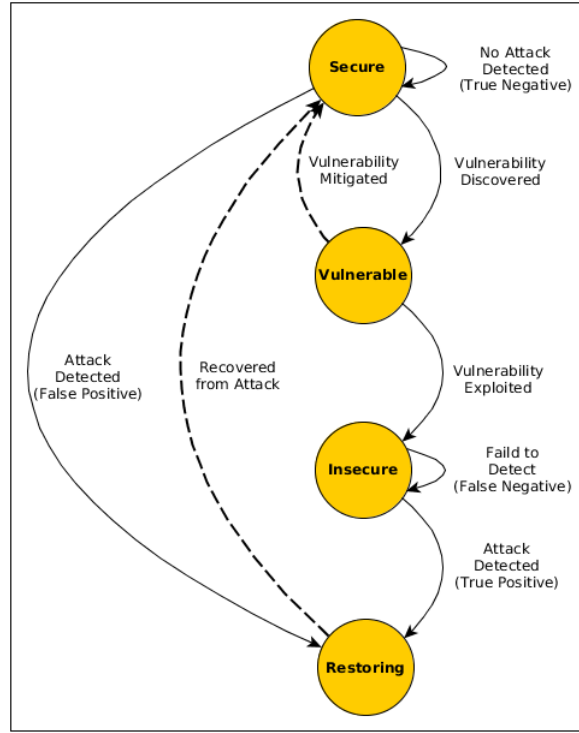 Secure
No Attack
Detected
(True Negative)
Vulnerability
Mitigated
Vulnerability
Discovered
Vulnerable
Attack
Detected
(False Positive)
Recovered
from Attack
Vulnerability
Exploited
Insecure
Faild to
Detect
(False Negative)
Attack
Detected
(True Positive)
Restoring